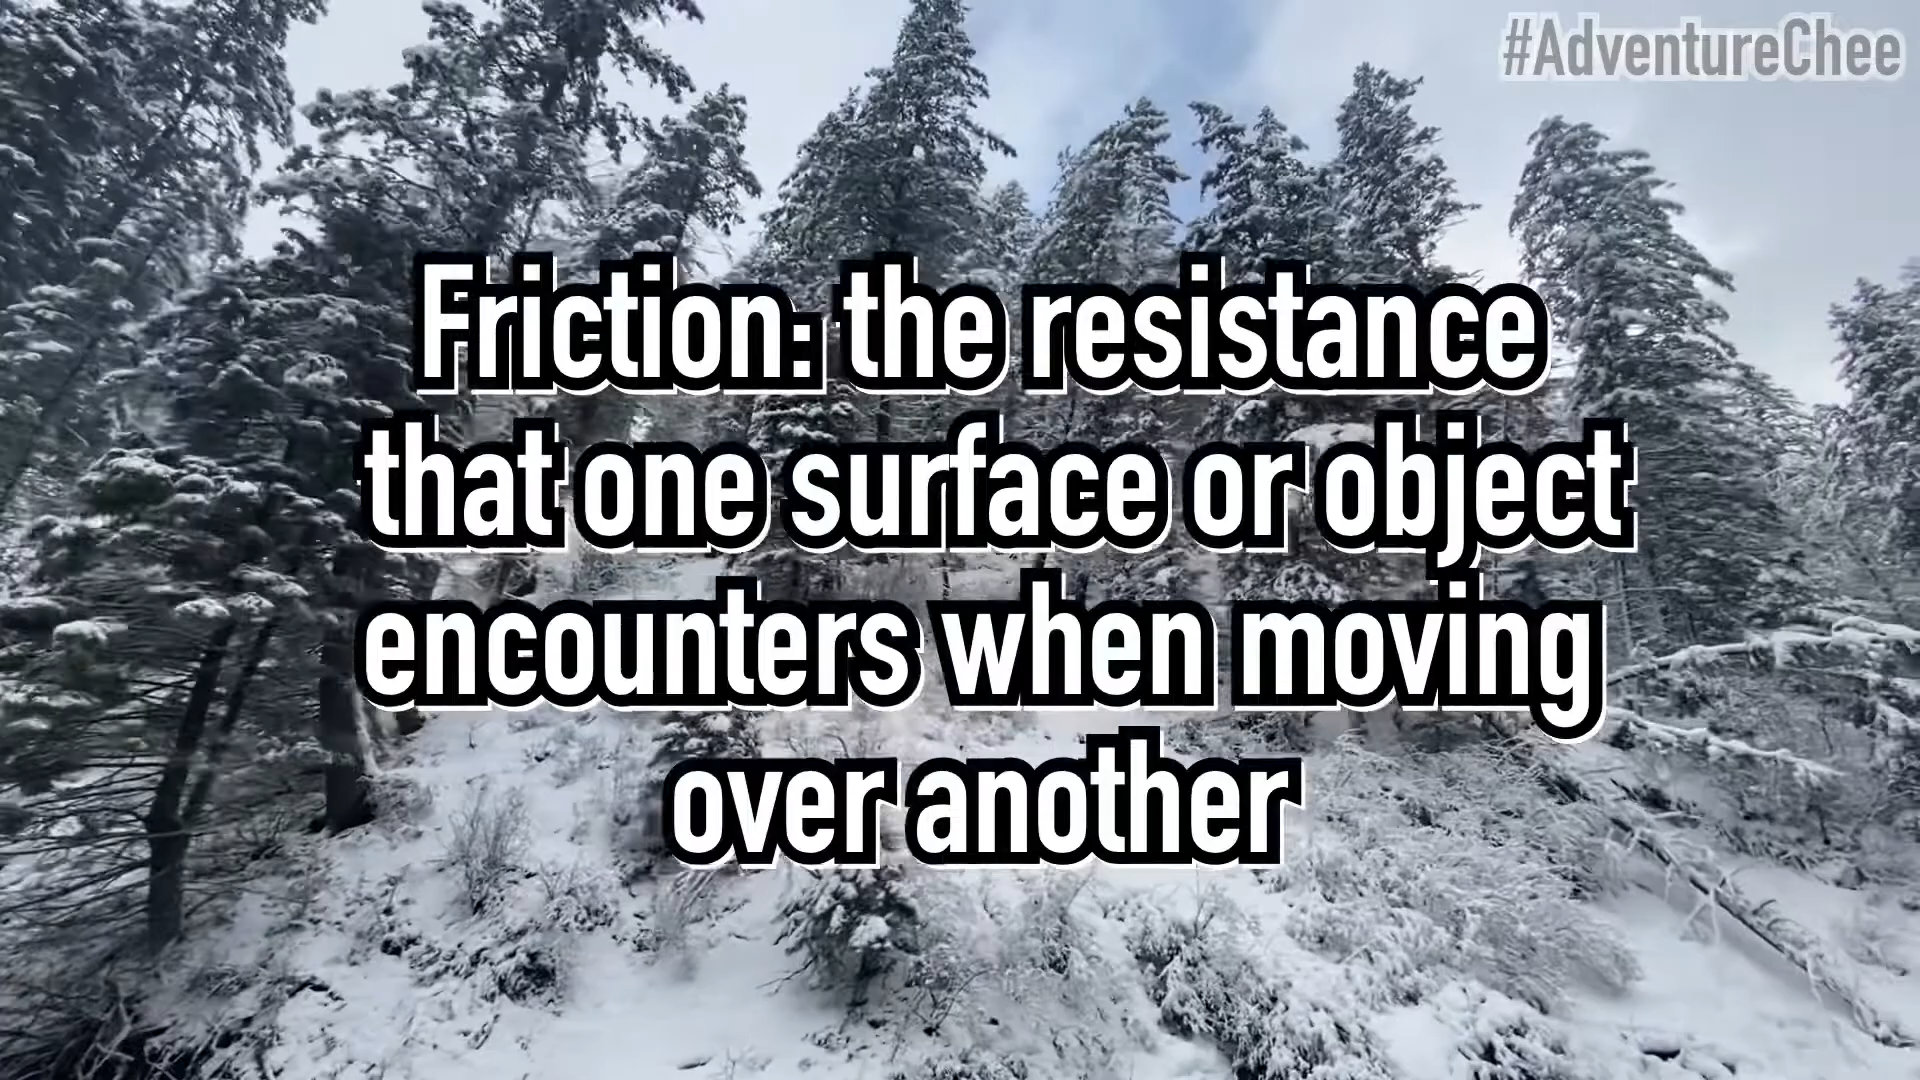 #AdventureChee
Friction: the resistance
that one surface or object
encounters when moving
over another